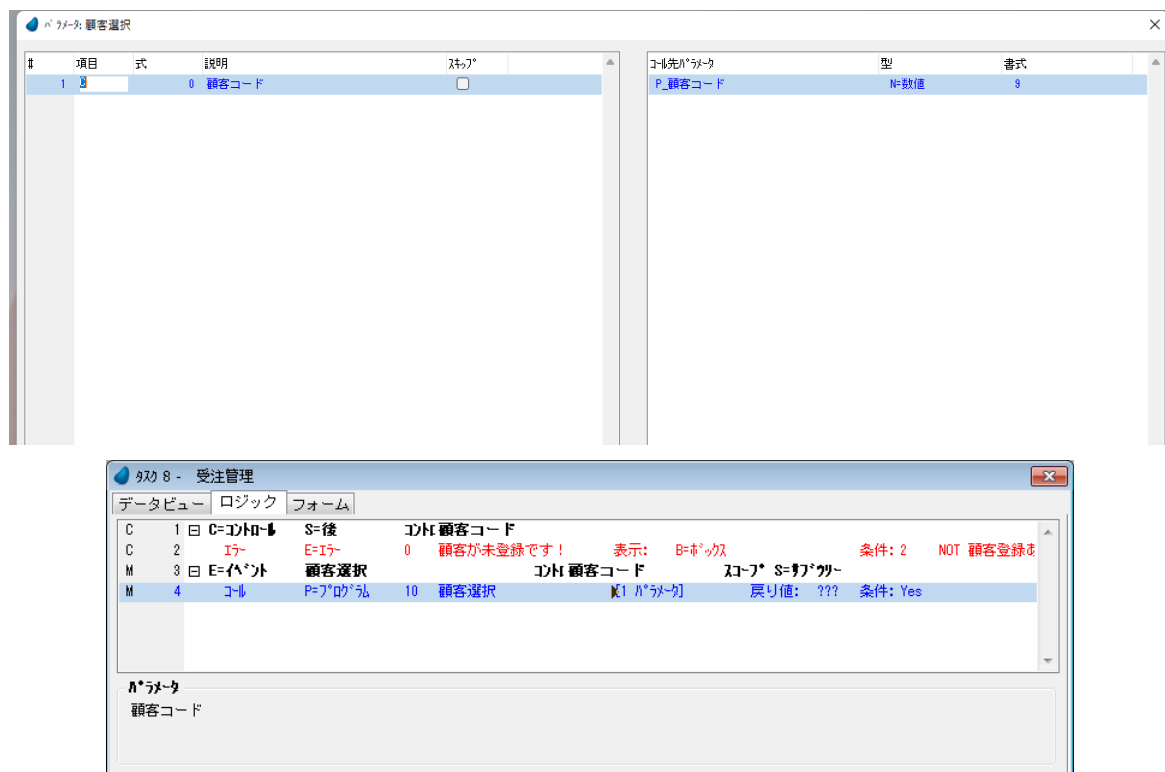 ﾊﾟﾗﾒｰﾀ: 顧客選択
# 項目 式 説明 ｽｷｯﾌﾟ
1 C 0 顧客コード
ｺｰﾙ先ﾊﾟﾗﾒｰﾀ 型 書式
P_顧客コード N=数値 9
ﾀｽｸ 8 - 受注管理
データビュー ロジック フォーム
C 1 C=ｺﾝﾄﾛｰﾙ S=後 ｺﾝﾄﾛ 顧客コード
C 2 ｴﾗｰ E=ｴﾗｰ 0 顧客が未登録です！ 表示: B=ﾎﾞｯｸｽ 条件: 2 NOT 顧客登録あ
M 3 E=ｲﾍﾞﾝﾄ 顧客選択 ｺﾝﾄﾛ 顧客コード ｽｺｰﾌﾟ S=ｻﾌﾞﾂﾘｰ
M 4 ｺｰﾙ P=ﾌﾟﾛｸﾞﾗﾑ 10 顧客選択 [1 ﾊﾟﾗﾒｰﾀ] 戻り値: ??? 条件: Yes
ﾊﾟﾗﾒｰﾀ
顧客コード